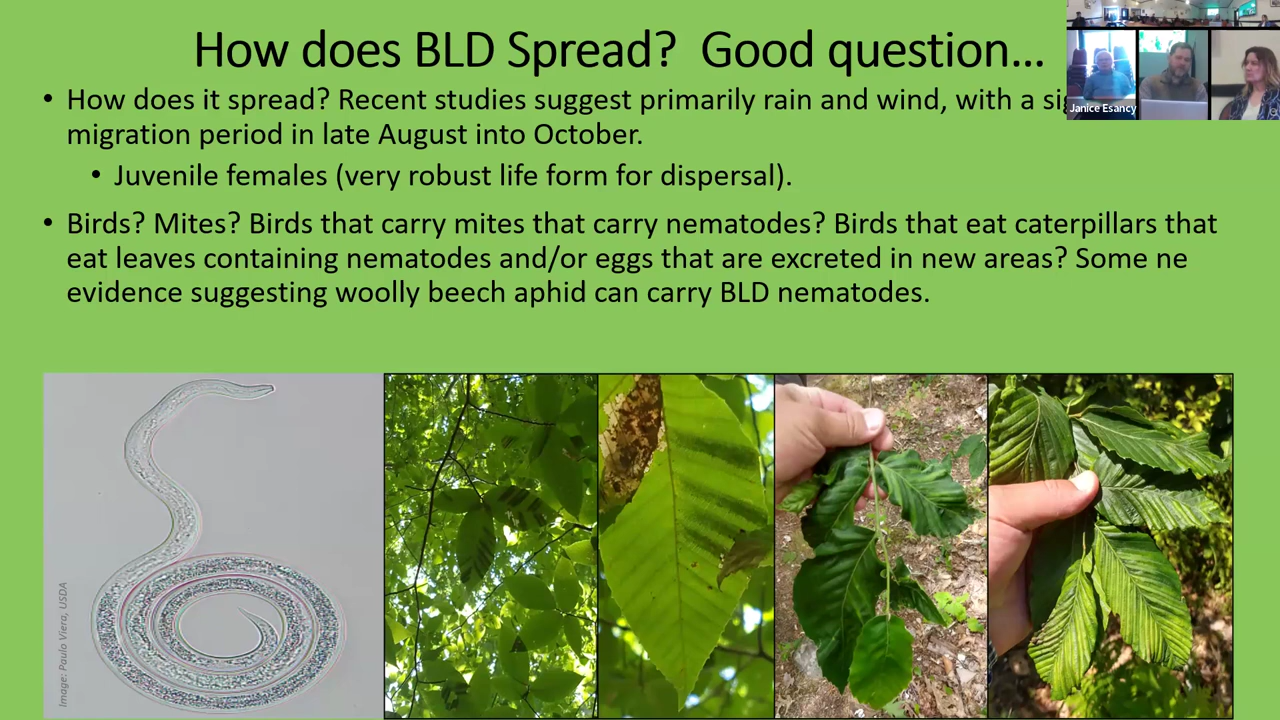 How does BLD Spread?  Good question...
• How does it spread? Recent studies suggest primarily rain and wind, with a
migration period in late August into October.
• Juvenile females (very robust life form for dispersal).
• Birds? Mites? Birds that carry mites that carry nematodes? Birds that eat caterpillars that
eat leaves containing nematodes and/or eggs that are excreted in new areas? Some ne
evidence suggesting woolly beech aphid can carry BLD nematodes.
Janice Esancy
Image: Paulo Viera, USDA